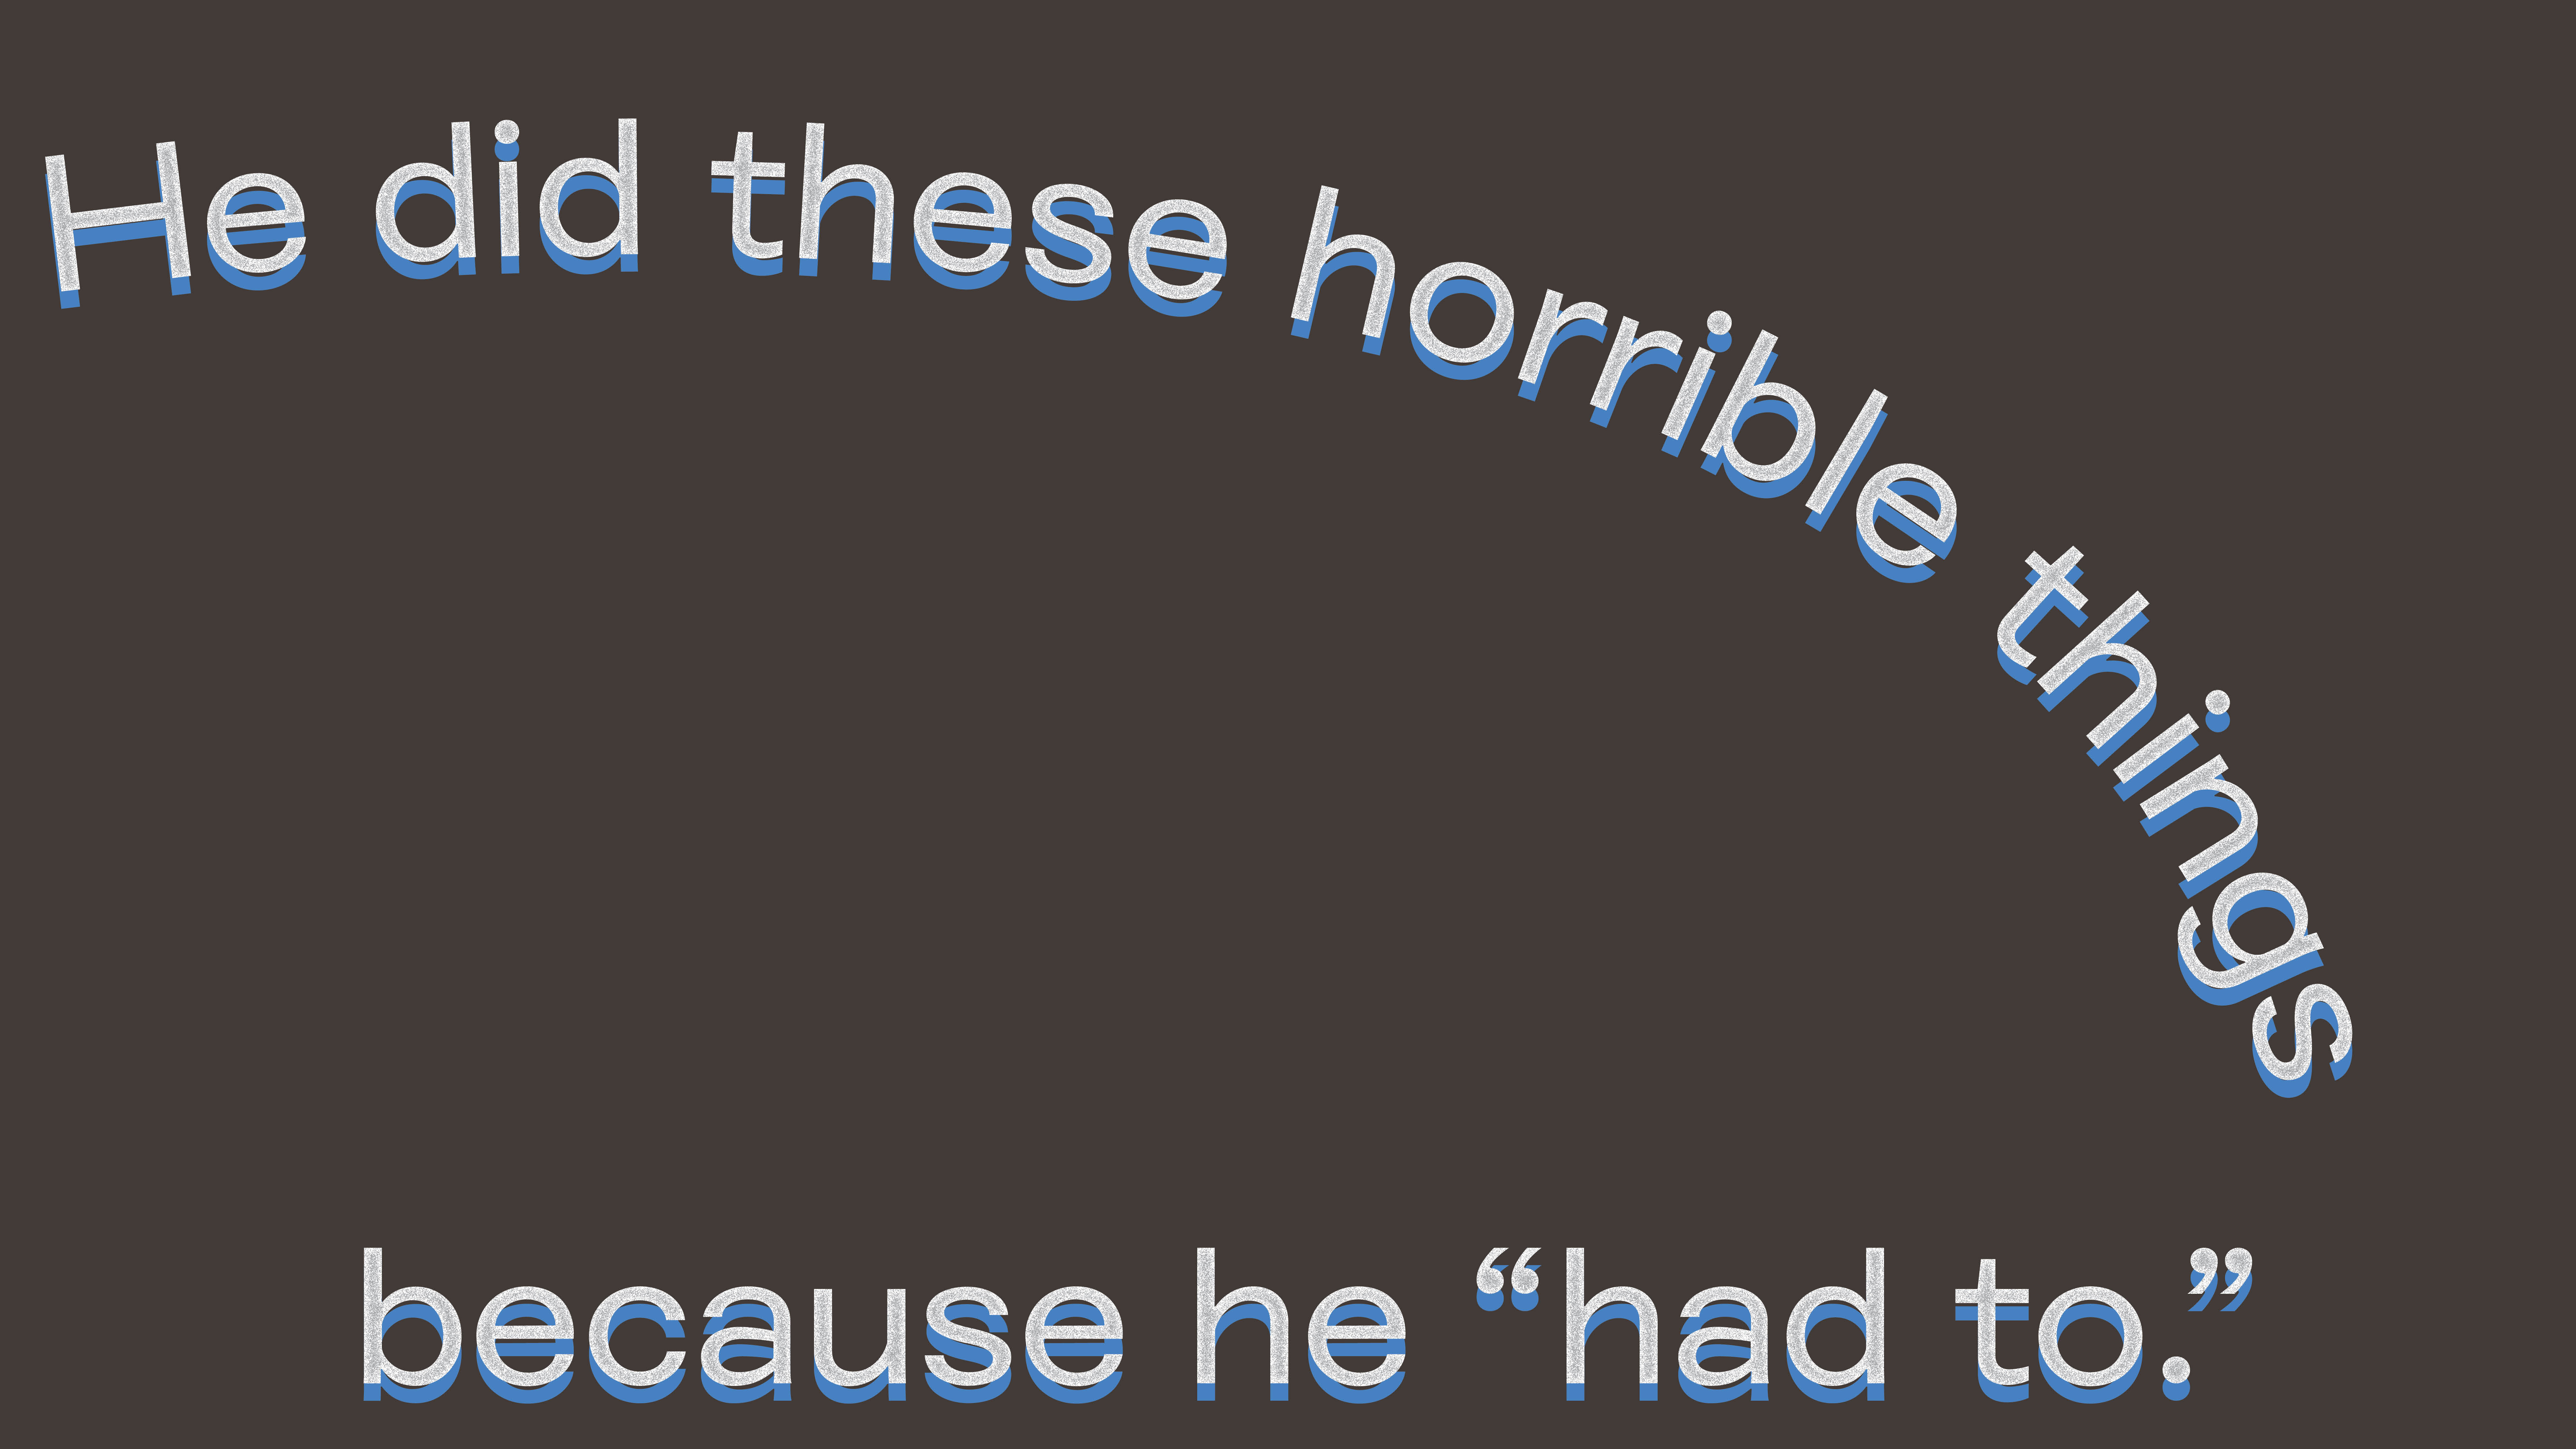 He did these horrible things
because he “had to.”